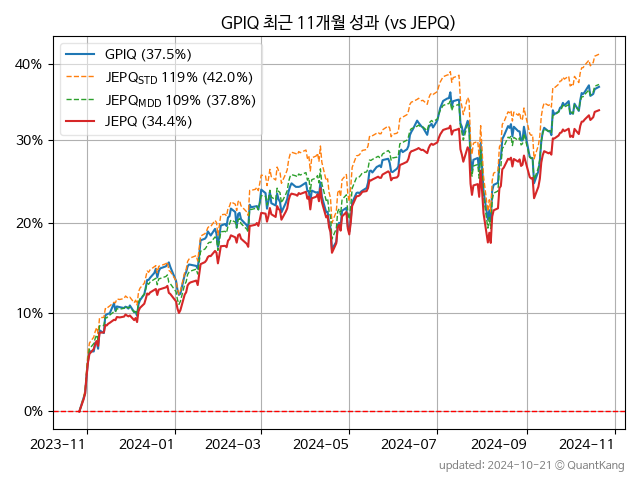 GPIQ 최근 11개월 성과 (vs JEPQ)
GPIQ (37.5%)
JEPQSTD 119% (42.0%)
JEPQMDD 109% (37.8%)
JEPQ (34.4%)
40%
30%
20%
10%
0%
2023-11 2024-01 2024-03 2024-05 2024-07 2024-09 2024-11
updated: 2024-10-21 © QuantKang